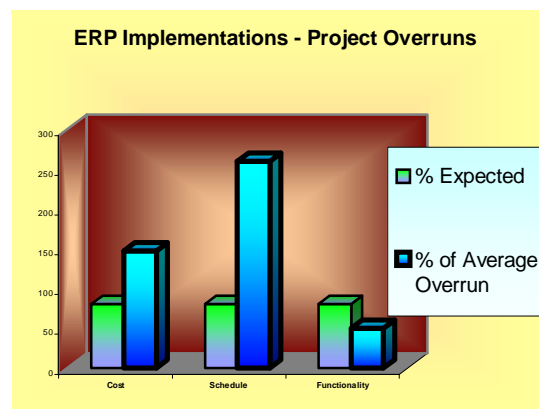 ERP Implementations - Project Overruns
300
250
200
150
100
50
0
Cost Schedule Functionality
% Expected
% of Average
Overrun